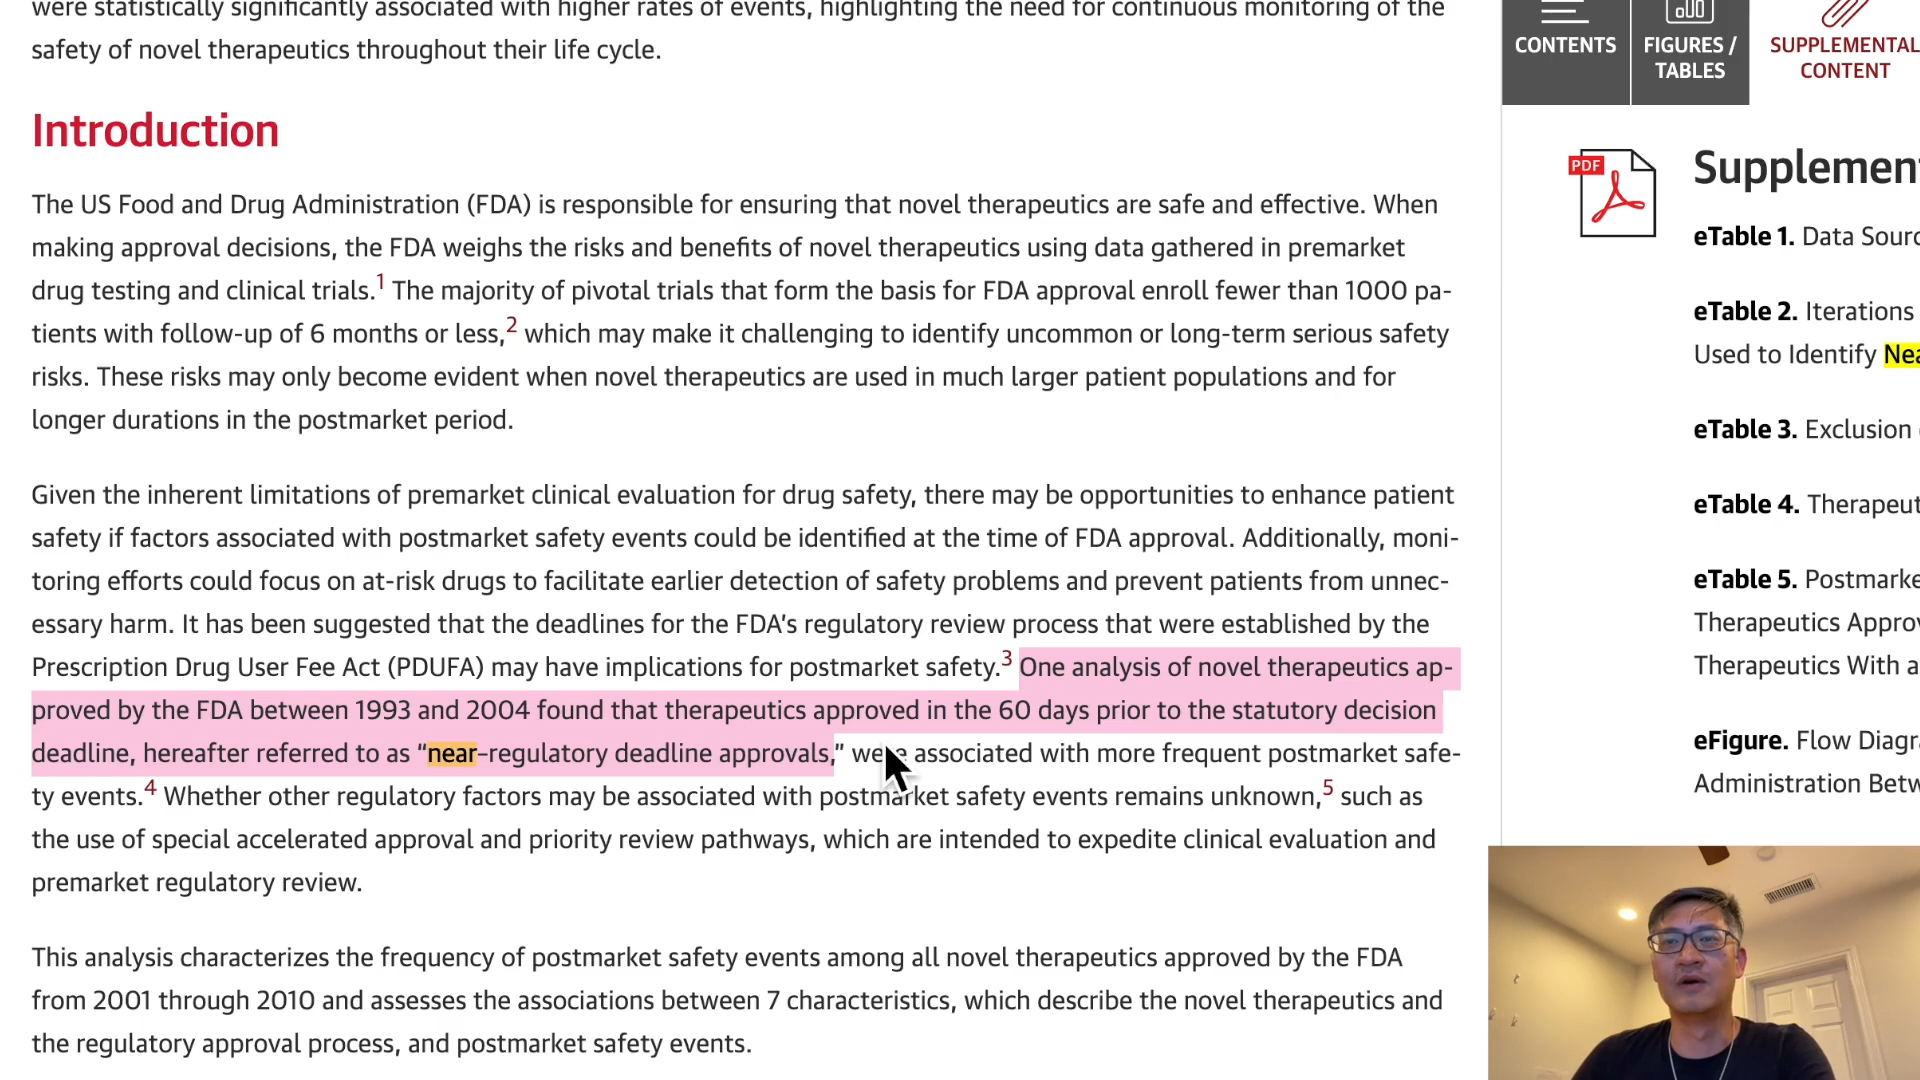 were statistically significantly associated with higher rates of events, highlighting the need for continuous monitoring of the
safety of novel therapeutics throughout their life cycle.
Introduction
The US Food and Drug Administration (FDA) is responsible for ensuring that novel therapeutics are safe and effective. When
making approval decisions, the FDA weighs the risks and benefits of novel therapeutics using data gathered in premarket
drug testing and clinical trials.1 The majority of pivotal trials that form the basis for FDA approval enroll fewer than 1000 pa-
tients with follow-up of 6 months or less,2 which may make it challenging to identify uncommon or long-term serious safety
risks. These risks may only become evident when novel therapeutics are used in much larger patient populations and for
longer durations in the postmarket period.
Given the inherent limitations of premarket clinical evaluation for drug safety, there may be opportunities to enhance patient
safety if factors associated with postmarket safety events could be identified at the time of FDA approval. Additionally, moni-
toring efforts could focus on at-risk drugs to facilitate earlier detection of safety problems and prevent patients from unnec-
essary harm. It has been suggested that the deadlines for the FDA's regulatory review process that were established by the
Prescription Drug User Fee Act (PDUFA) may have implications for postmarket safety.3 One analysis of novel therapeutics ap-
proved by the FDA between 1993 and 2004 found that therapeutics approved in the 60 days prior to the statutory decision
deadline, hereafter referred to as “near-regulatory deadline approvals,” were associated with more frequent postmarket safe-
ty events.4 Whether other regulatory factors may be associated with postmarket safety events remains unknown,5 such as
the use of special accelerated approval and priority review pathways, which are intended to expedite clinical evaluation and
premarket regulatory review.
This analysis characterizes the frequency of postmarket safety events among all novel therapeutics approved by the FDA
from 2001 through 2010 and assesses the associations between 7 characteristics, which describe the novel therapeutics and
the regulatory approval process, and postmarket safety events.
CONTENTS
FIGURES /
TABLES
SUPPLEMENTAL
CONTENT
PDF
Supplemen
eTable 1. Data Sourc
eTable 2. Iterations
Used to Identify Nea
eTable 3. Exclusion
eTable 4. Therapeut
eTable 5. Postmarke
Therapeutics Approv
Therapeutics With a
eFigure. Flow Diagra
Administration Betw